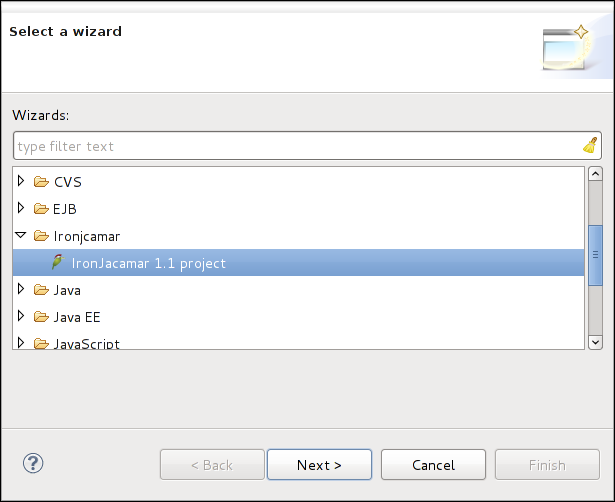 Select a wizard
Wizards:
type filter text
CVS
EJB
Ironjcamar
IronJacamar 1.1 project
Java
Java EE
JavaScript
?
< Back
Next >
Cancel
Finish